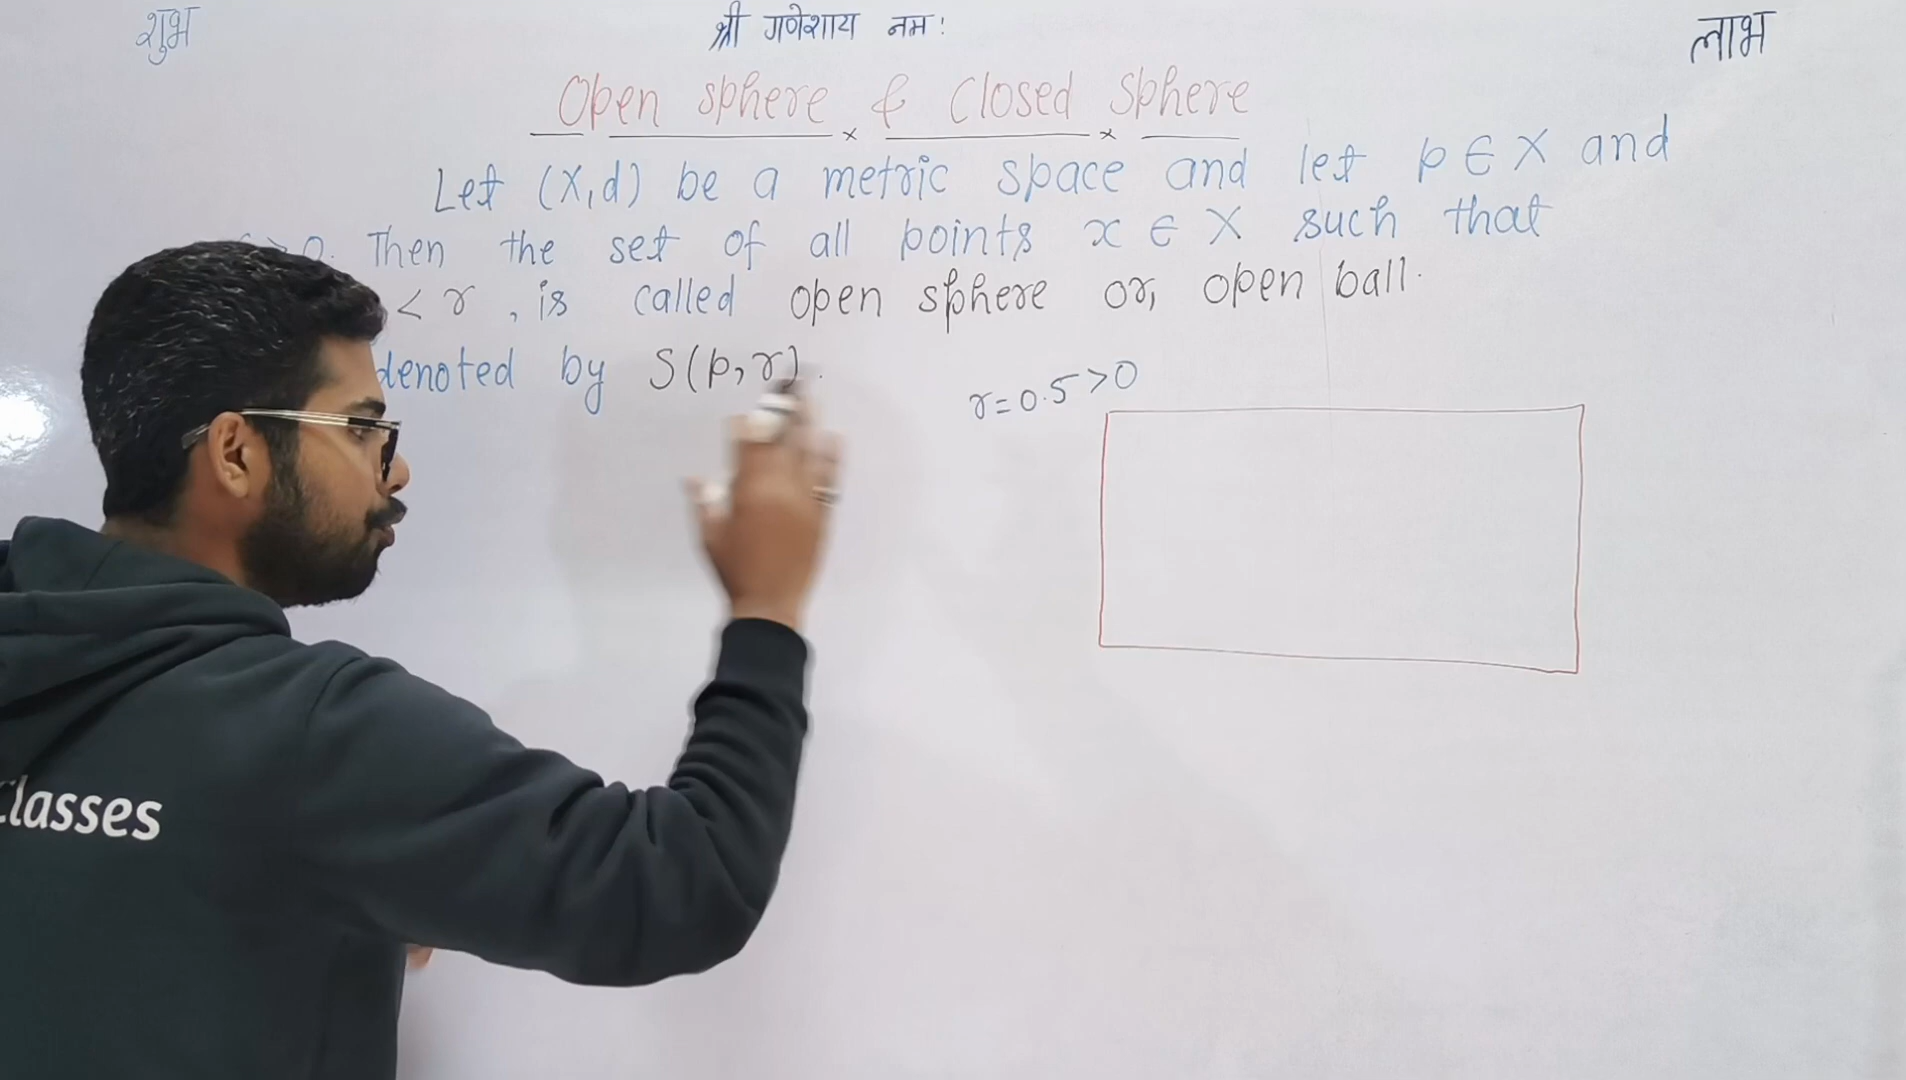 शुभ श्री गणेशाय नमः लाभ
Open sphere & Closed Sphere
Let (X,d) be a metric space and let p ∈ X and
>0. Then the set of all points x ∈ X such that
< r , is called open sphere or, open ball.
denoted by S(p,r).
r=0.5>0
Classes